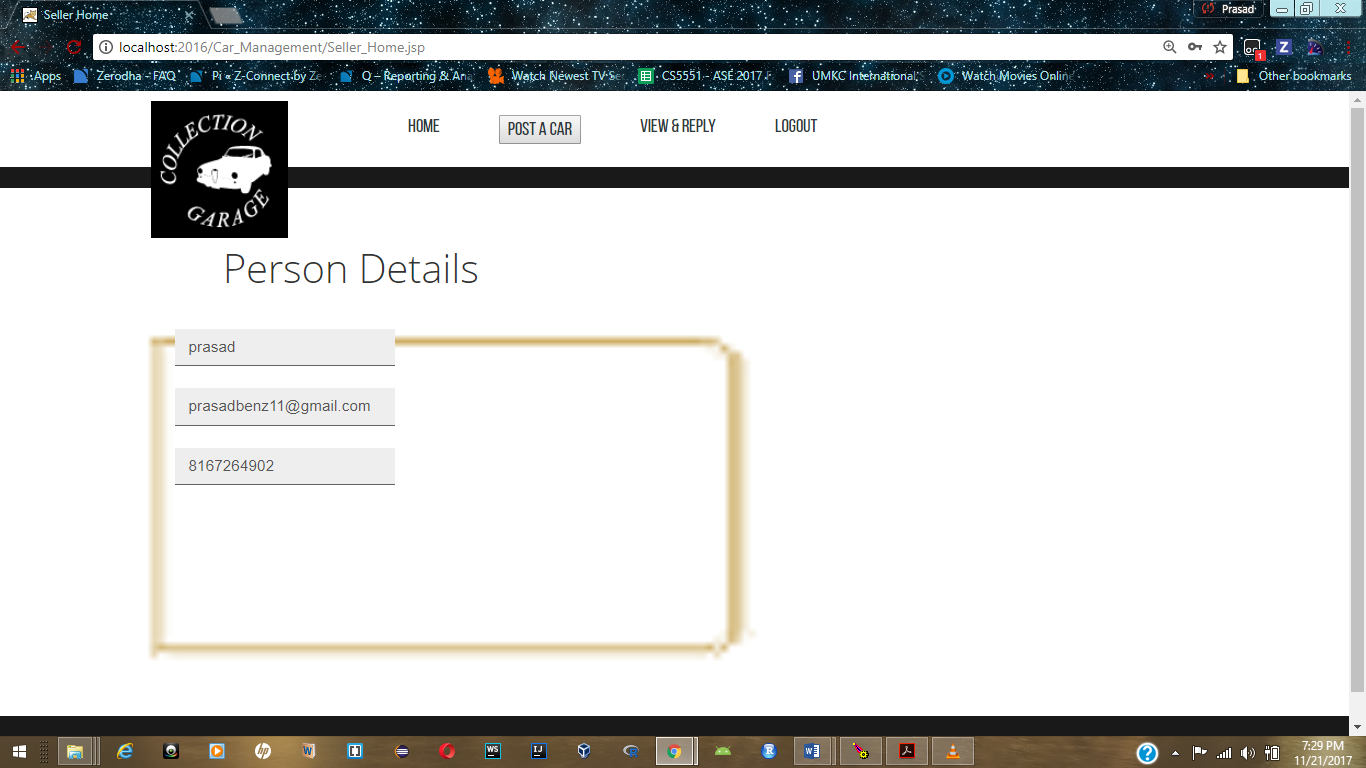 Seller Home
Prasad
localhost:2016/Car_Management/Seller_Home.jsp
1
Apps
Zerodha - FAQ
Pi « Z-Connect by Ze
Q – Reporting & An
Watch Newest TV Se
CS5551 - ASE 2017 F
UMKC International
Watch Movies Online
Other bookmarks
COLLECTION
GARAGE
HOME
POST A CAR
VIEW & REPLY
LOGOUT
Person Details
prasad
prasadbenz11@gmail.com
8167264902
7:29 PM
11/21/2017